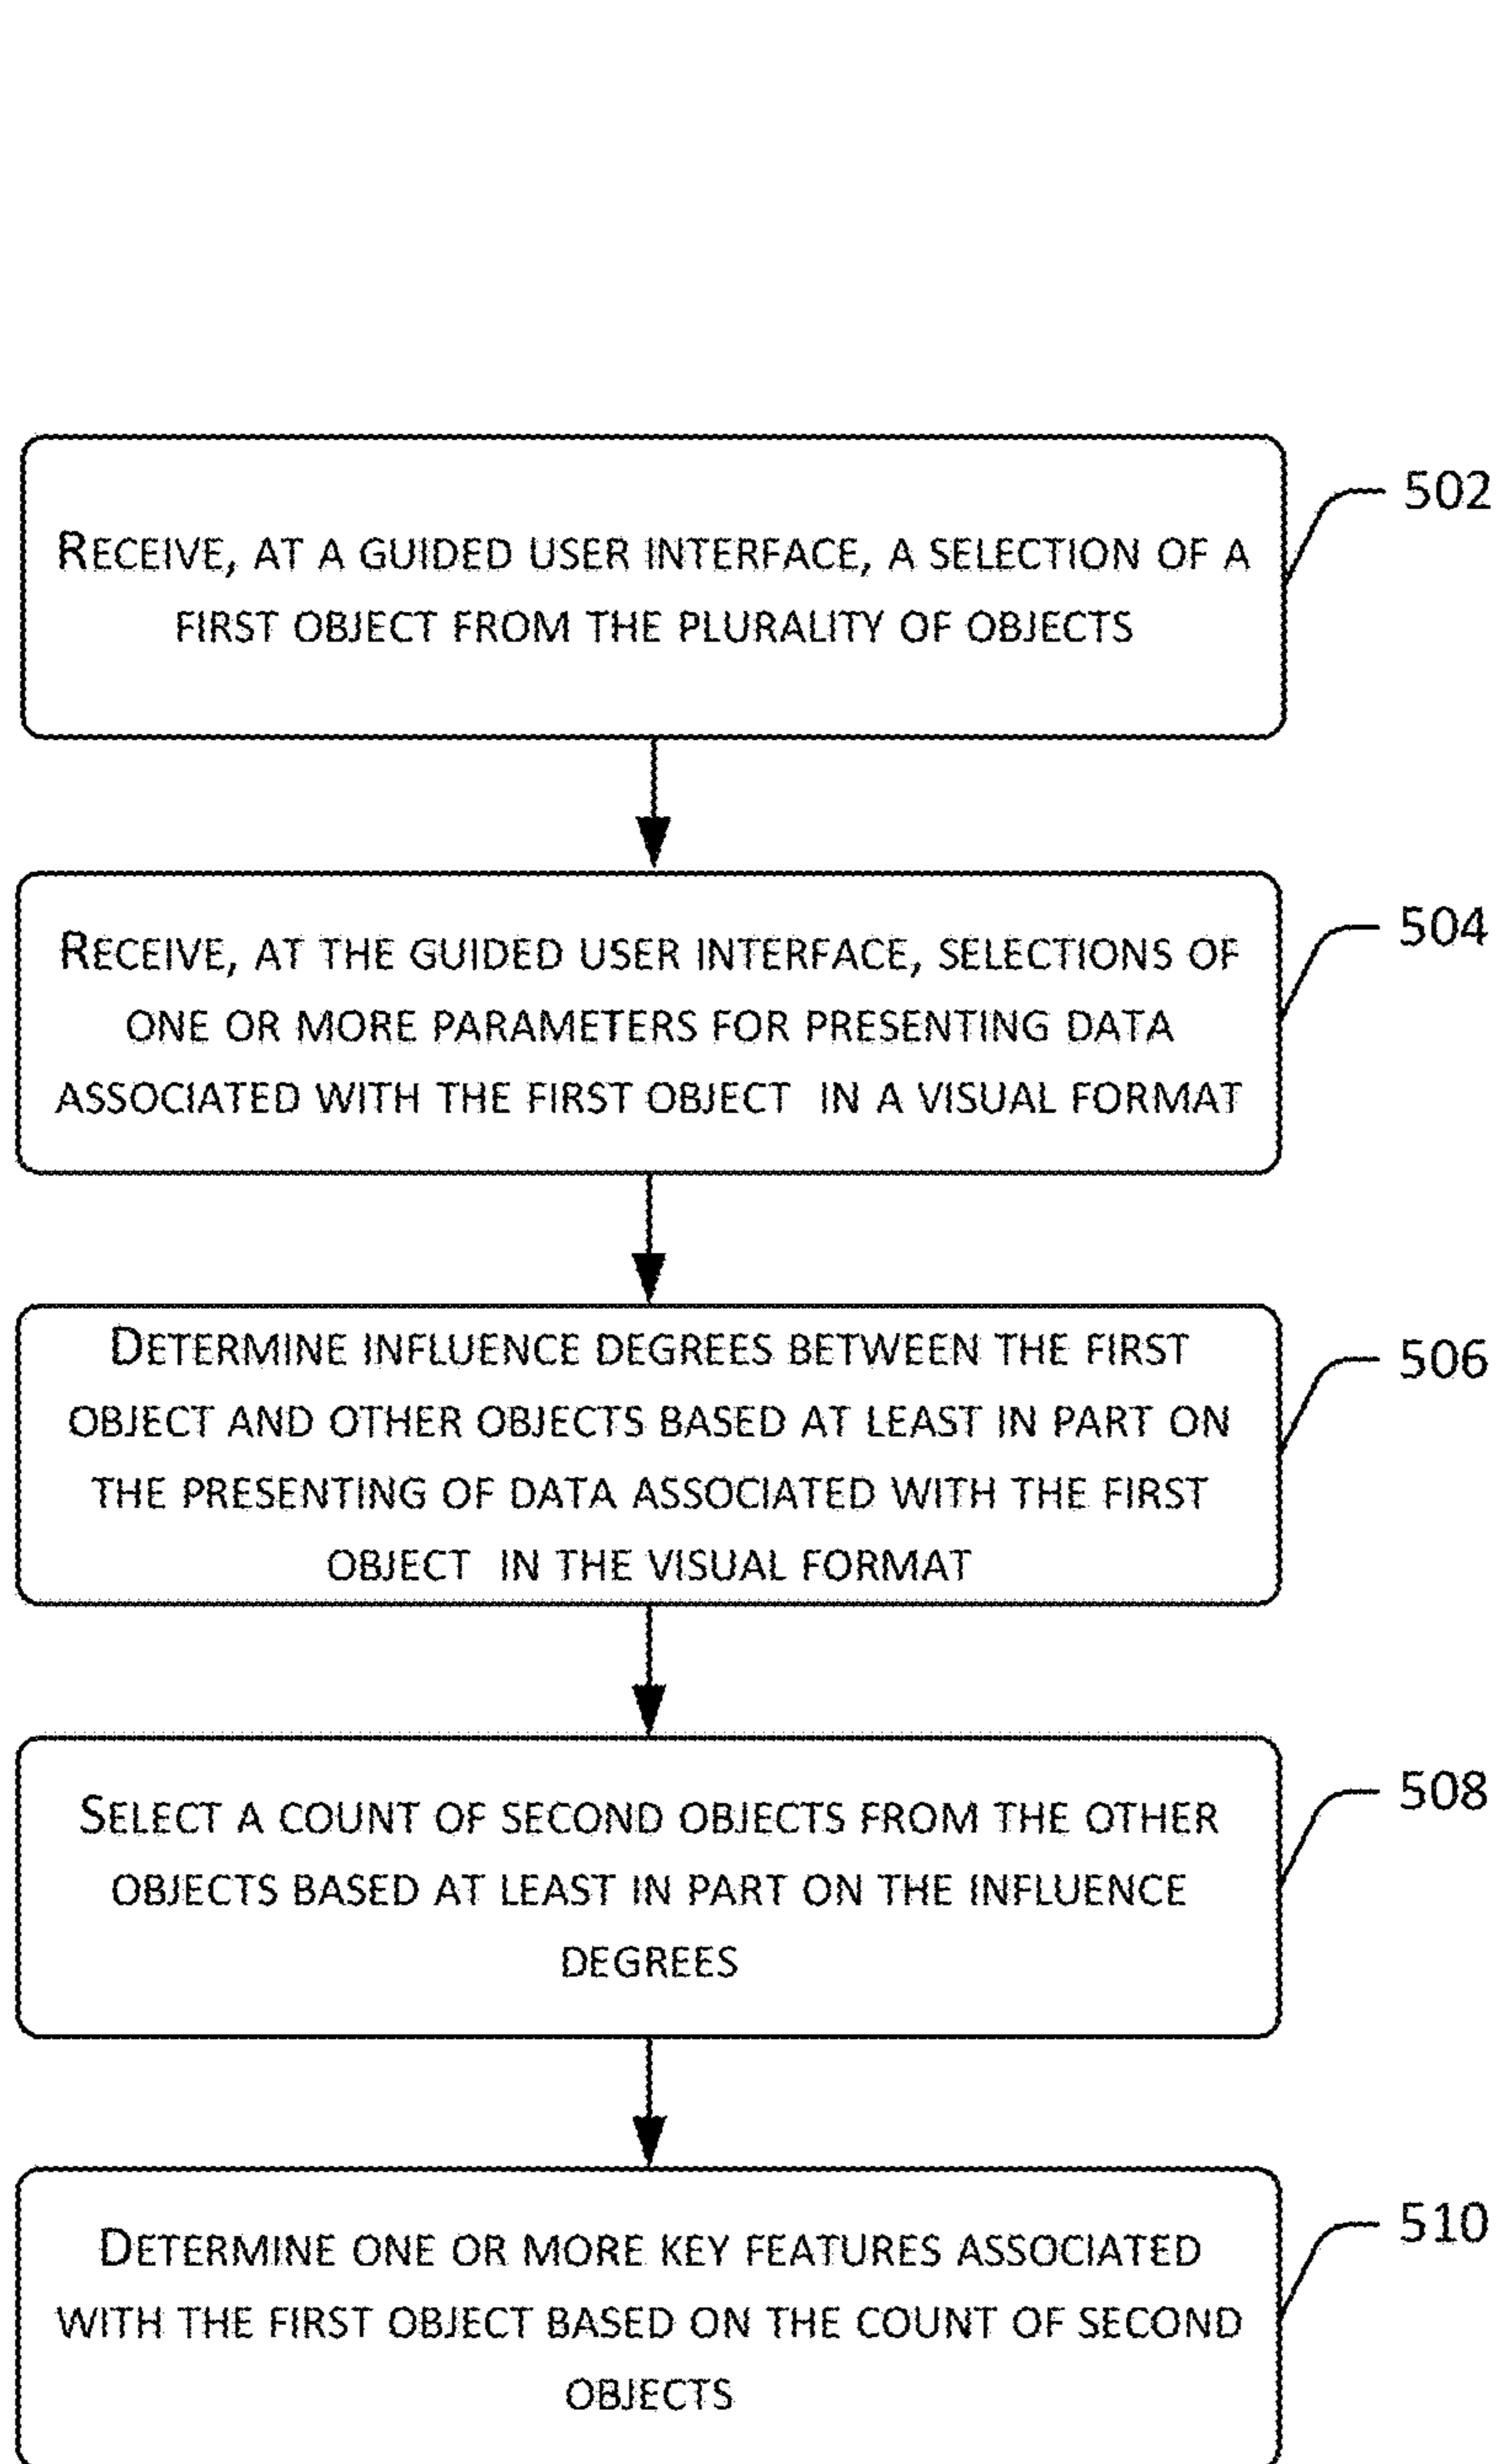 RECEIVE, AT A GUIDED USER INTERFACE, A SELECTION OF A
FIRST OBJECT FROM THE PLURALITY OF OBJECTS
502
RECEIVE, AT THE GUIDED USER INTERFACE, SELECTIONS OF
ONE OR MORE PARAMETERS FOR PRESENTING DATA
ASSOCIATED WITH THE FIRST OBJECT IN A VISUAL FORMAT
504
DETERMINE INFLUENCE DEGREES BETWEEN THE FIRST
OBJECT AND OTHER OBJECTS BASED AT LEAST IN PART ON
THE PRESENTING OF DATA ASSOCIATED WITH THE FIRST
OBJECT IN THE VISUAL FORMAT
506
SELECT A COUNT OF SECOND OBJECTS FROM THE OTHER
OBJECTS BASED AT LEAST IN PART ON THE INFLUENCE
DEGREES
508
DETERMINE ONE OR MORE KEY FEATURES ASSOCIATED
WITH THE FIRST OBJECT BASED ON THE COUNT OF SECOND
OBJECTS
510